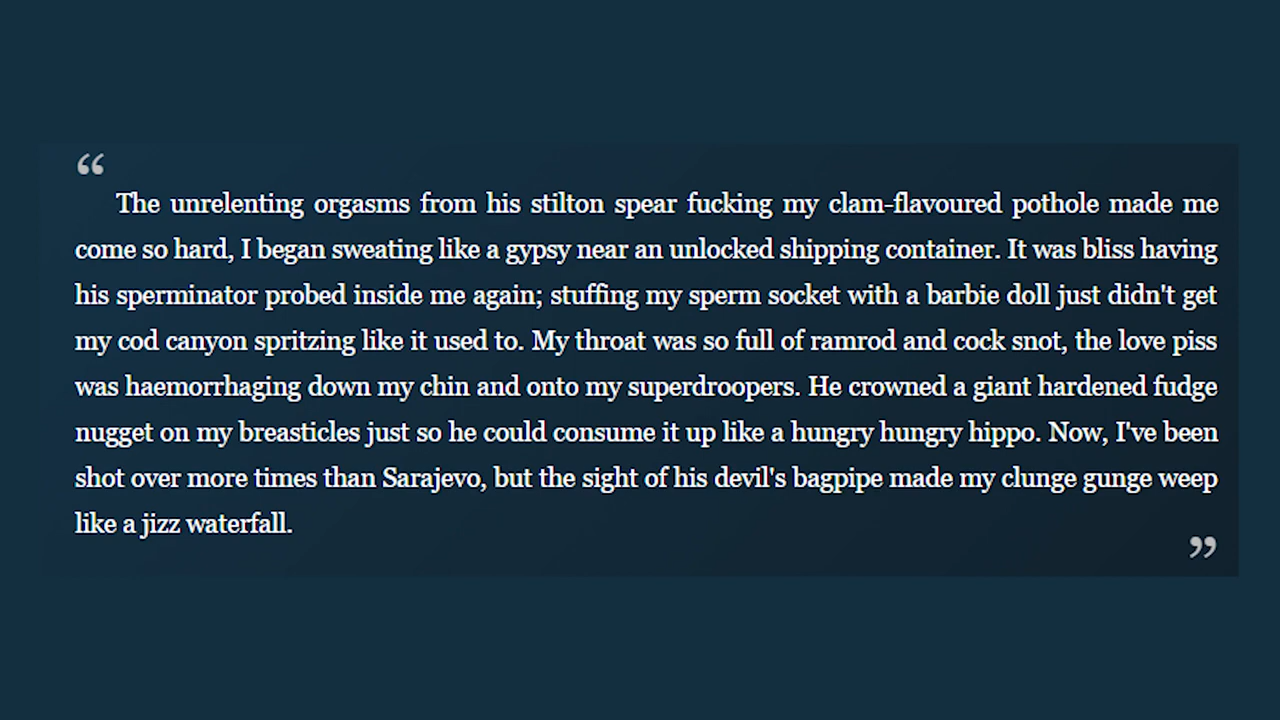 “
The unrelenting orgasms from his stilton spear fucking my clam-flavoured pothole made me
come so hard, I began sweating like a gypsy near an unlocked shipping container. It was bliss having
his sperminator probed inside me again; stuffing my sperm socket with a barbie doll just didn't get
my cod canyon spritzing like it used to. My throat was so full of ramrod and cock snot, the love piss
was haemorrhaging down my chin and onto my superdroopers. He crowned a giant hardened fudge
nugget on my breasticles just so he could consume it up like a hungry hungry hippo. Now, I've been
shot over more times than Sarajevo, but the sight of his devil's bagpipe made my clunge gunge weep
like a jizz waterfall.
”